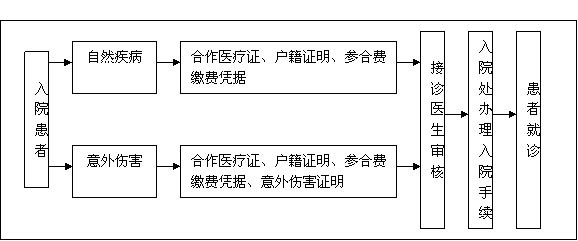 入院患者
自然疾病
合作医疗证、户籍证明、参合费
缴费凭据
意外伤害
合作医疗证、户籍证明、参合费
缴费凭据、意外伤害证明
接诊医生审核
入院处办理入院手续
患者就诊